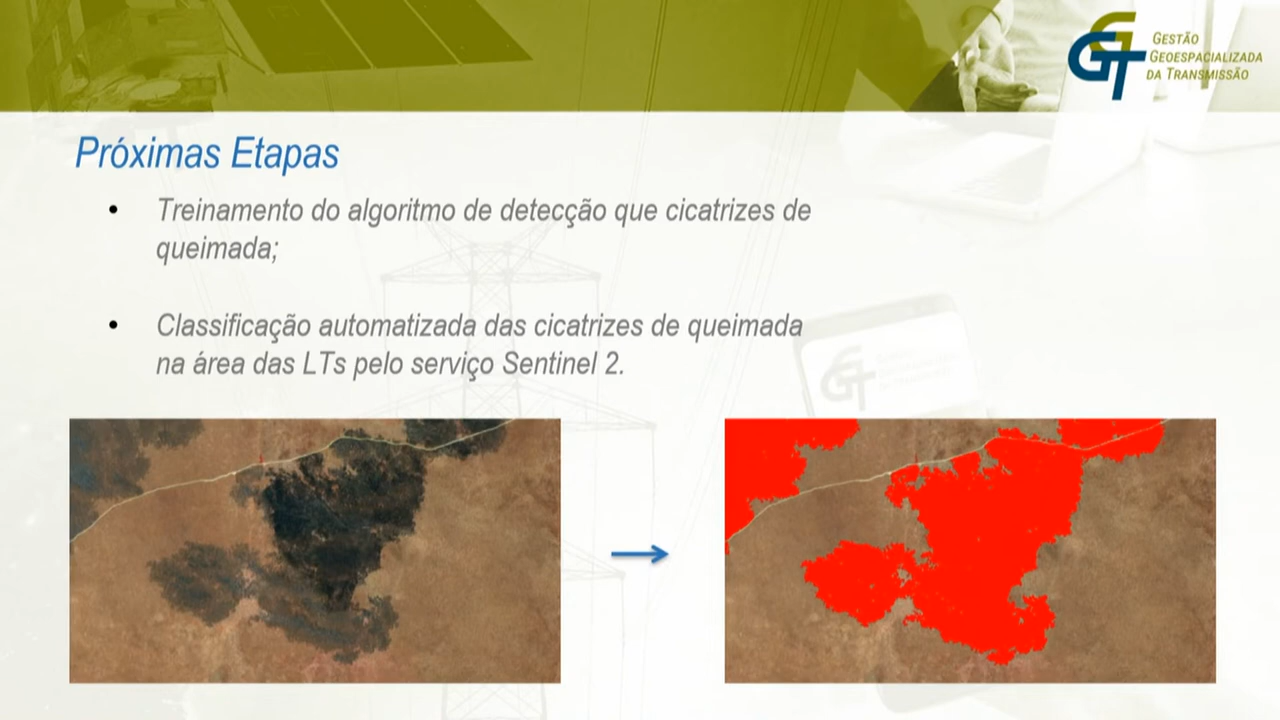 GGT
GESTÃO
GEOESPACIALIZADA
DA TRANSMISSÃO
Próximas Etapas
• Treinamento do algoritmo de detecção que cicatrizes de
queimada;
• Classificação automatizada das cicatrizes de queimada
na área das LTs pelo serviço Sentinel 2.